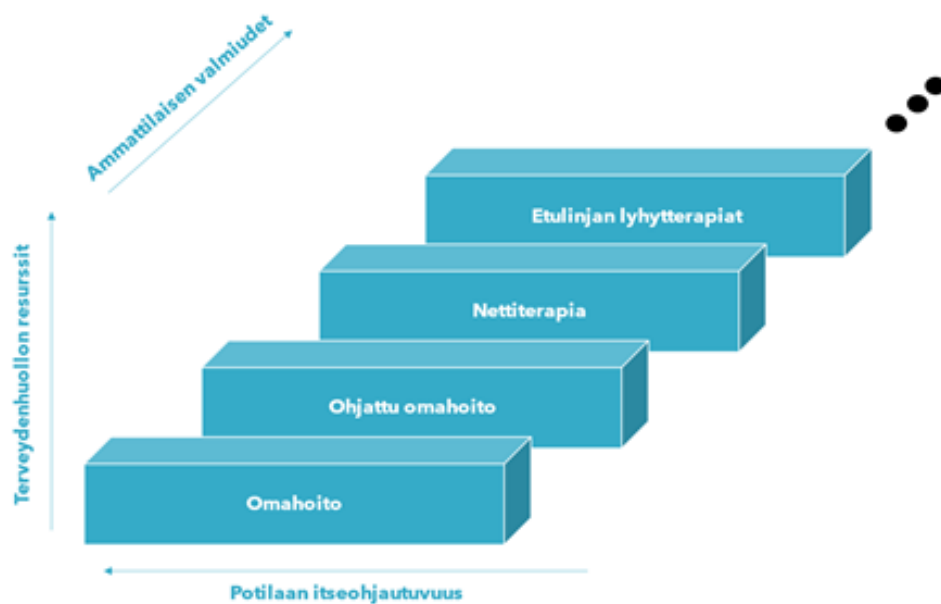 Ammattilaisen valmiudet
Terveydenhuollon resurssit
Etulinjan lyhytterapiat
Nettiterapia
Ohjattu omahoito
Omahoito
Potilaan itseohjautuvuus